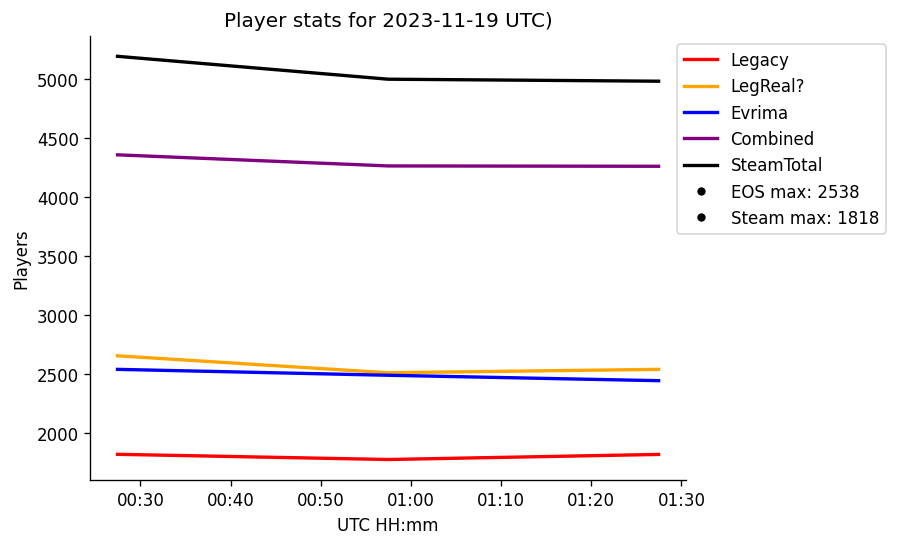 Player stats for 2023-11-19 UTC)
Players
5000
4500
4000
3500
3000
2500
2000
00:30
00:40
00:50
01:00
01:10
01:20
01:30
UTC HH:mm
Legacy
LegReal?
Evrima
Combined
SteamTotal
EOS max: 2538
Steam max: 1818